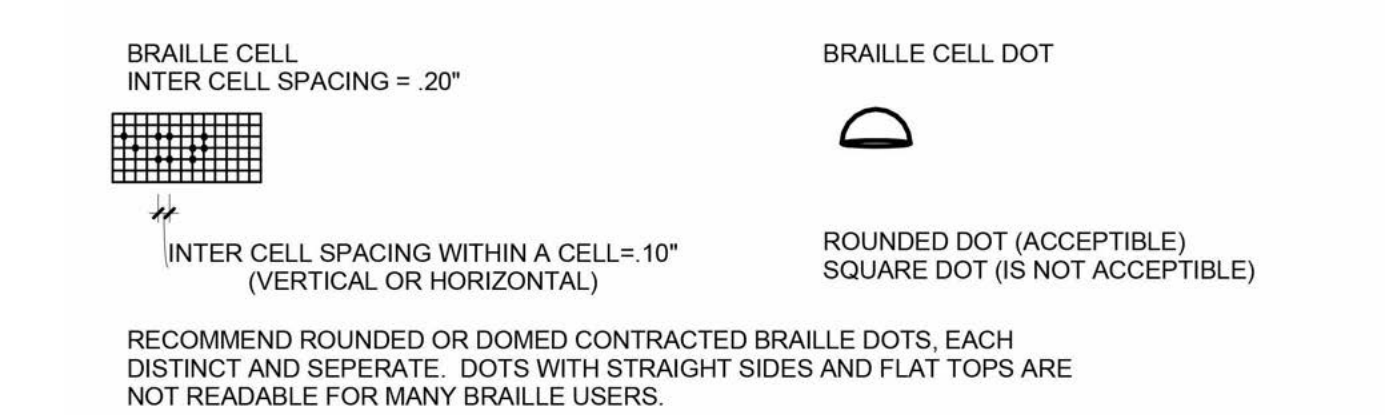 BRAILLE CELL
INTER CELL SPACING = .20"
INTER CELL SPACING WITHIN A CELL=.10"
(VERTICAL OR HORIZONTAL)
BRAILLE CELL DOT
ROUNDED DOT (ACCEPTIBLE)
SQUARE DOT (IS NOT ACCEPTIBLE)
RECOMMEND ROUNDED OR DOMED CONTRACTED BRAILLE DOTS, EACH
DISTINCT AND SEPERATE. DOTS WITH STRAIGHT SIDES AND FLAT TOPS ARE
NOT READABLE FOR MANY BRAILLE USERS.